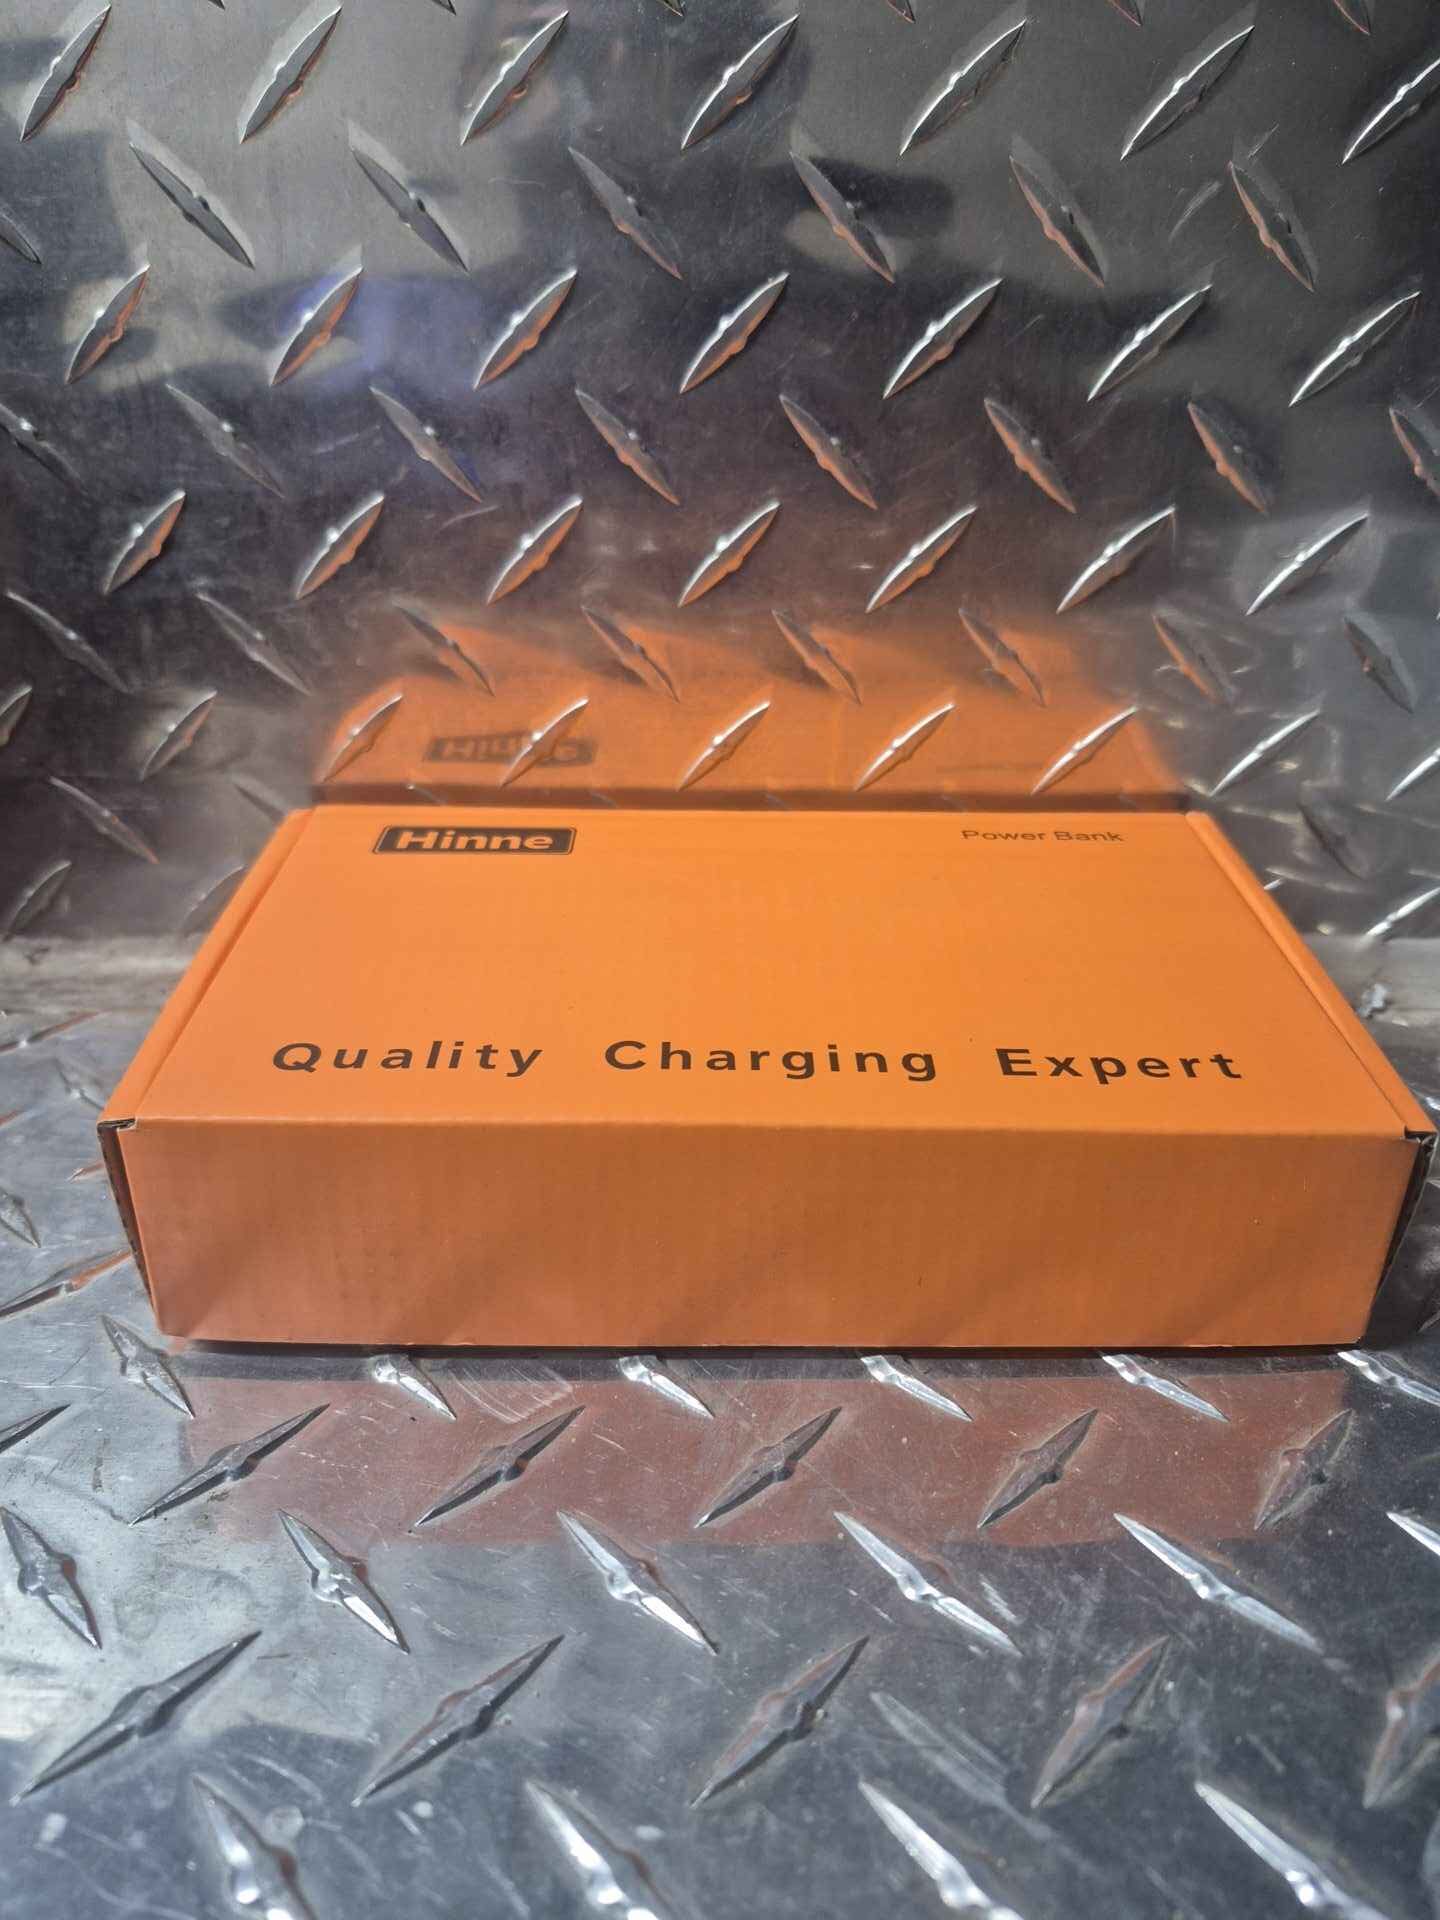 Hinne
Power Bank
Quality Charging Expert